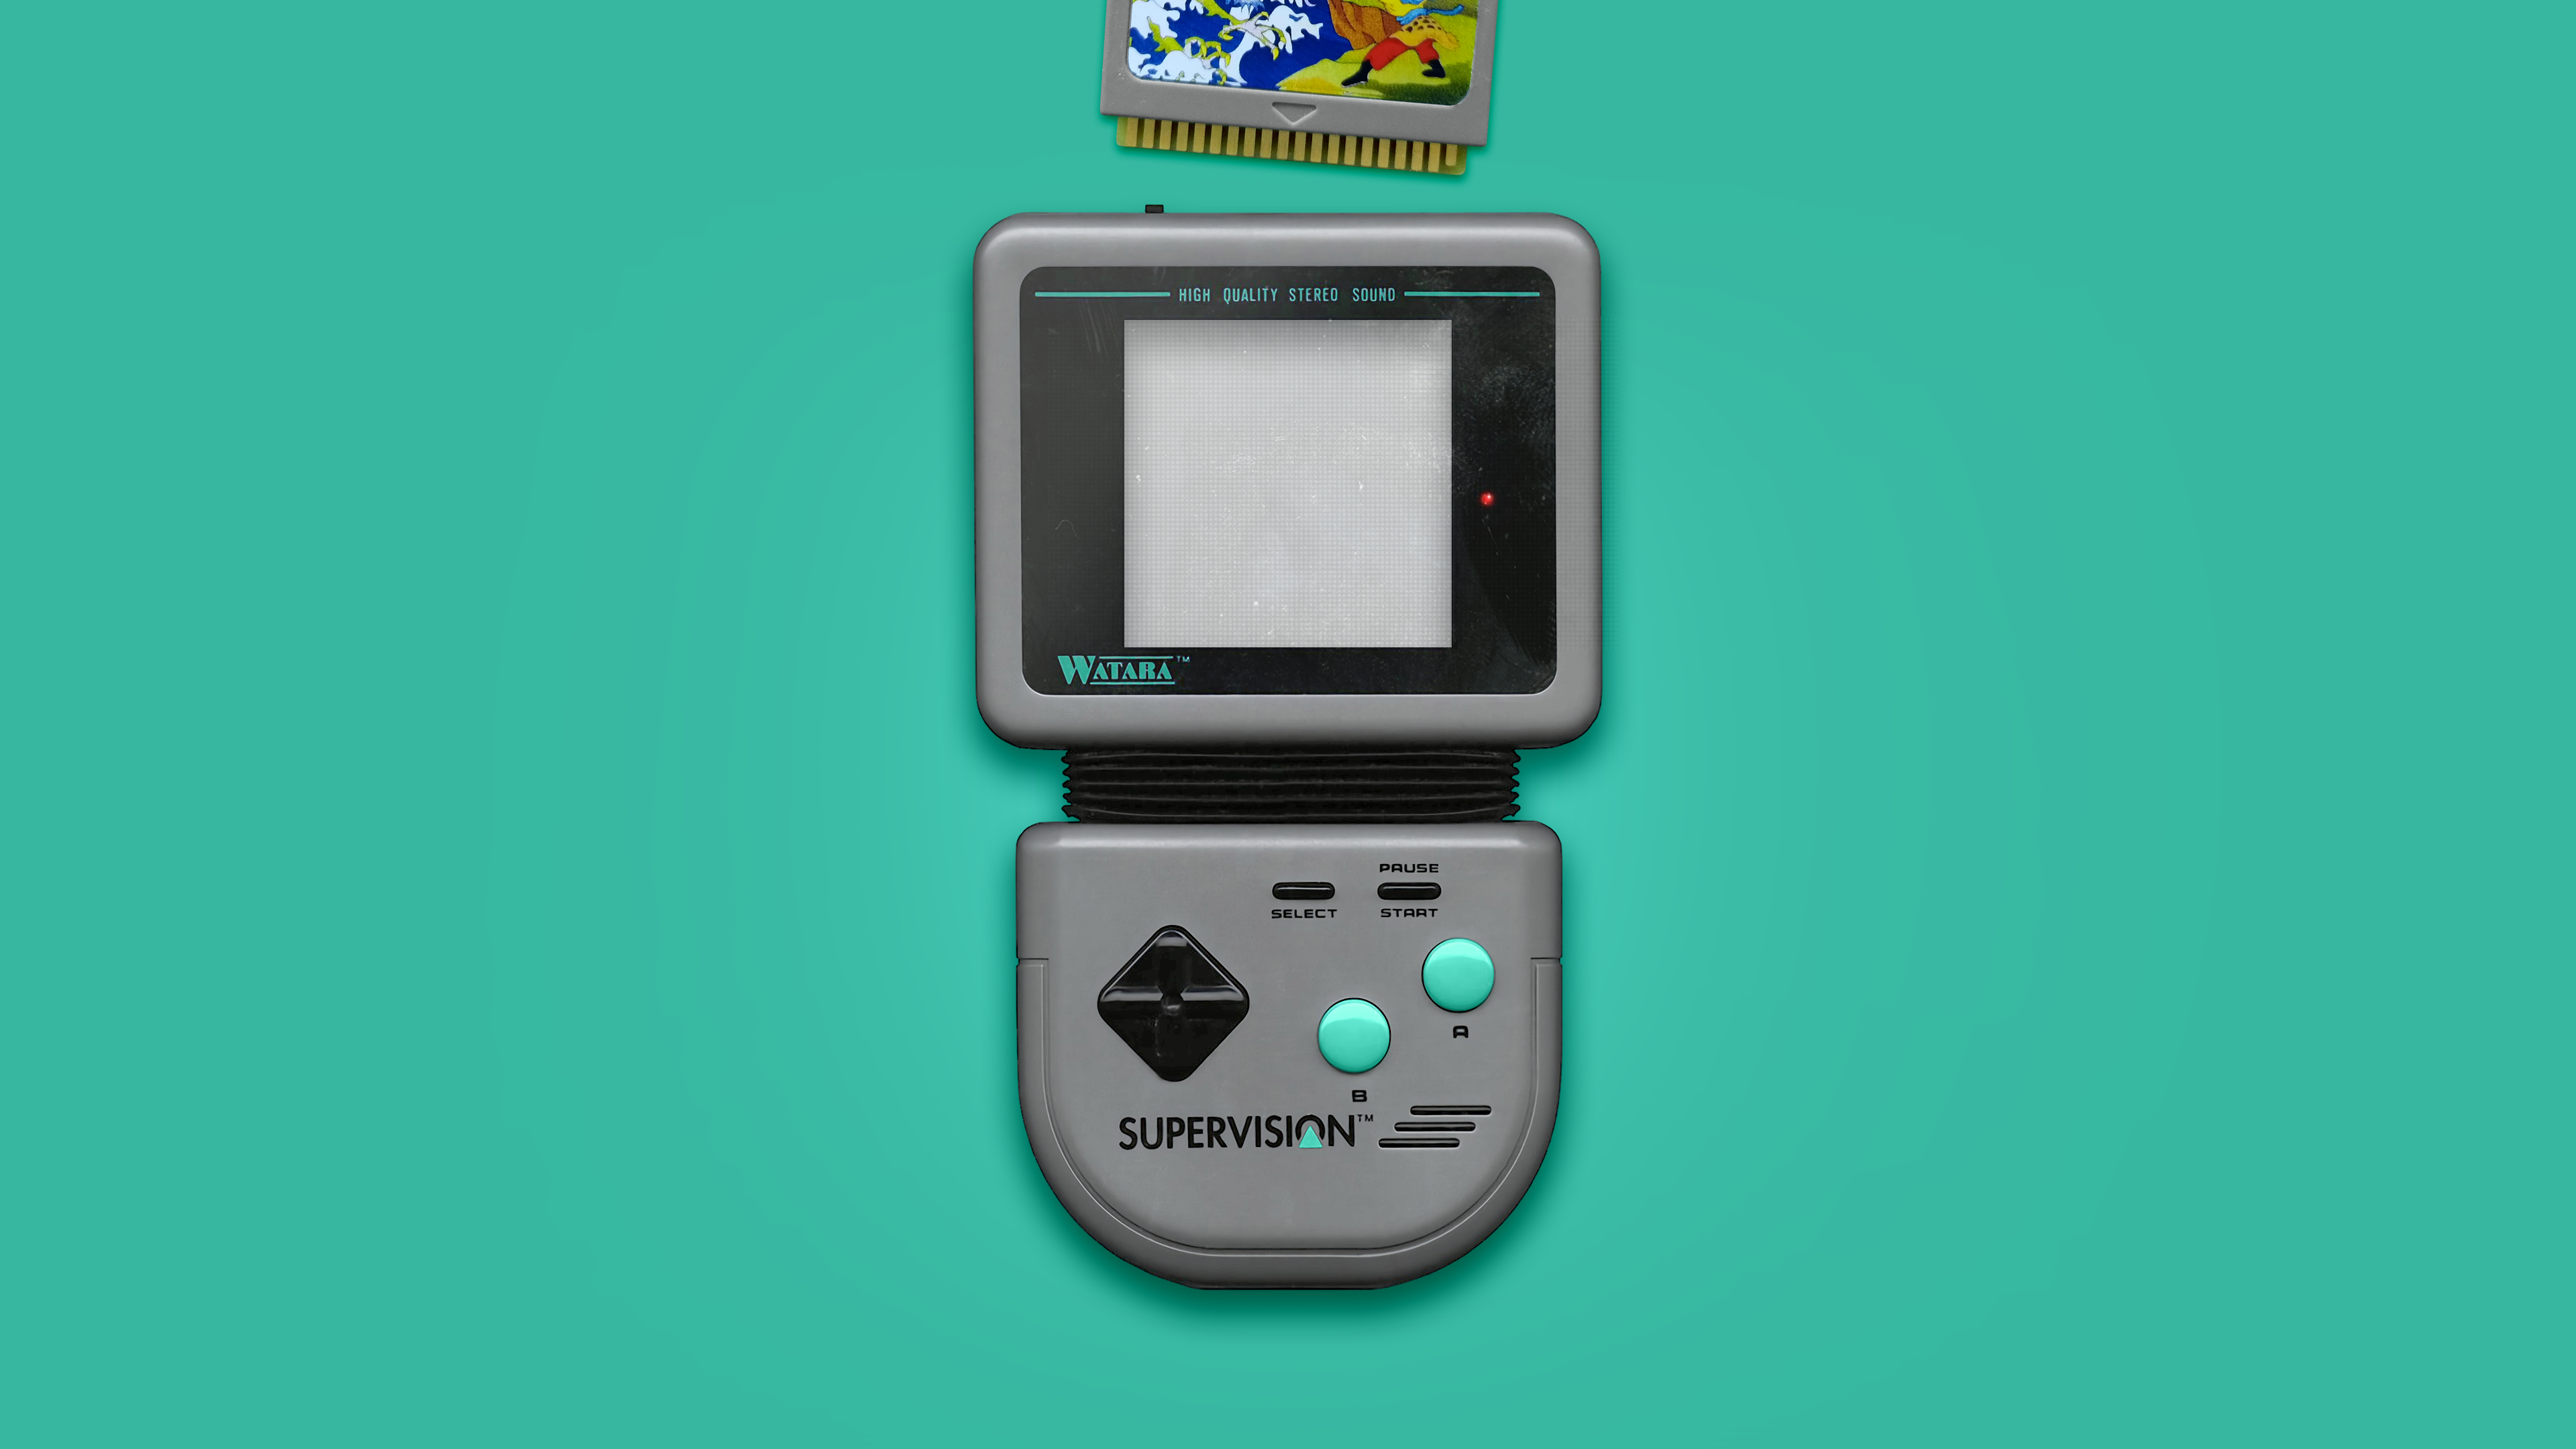 HIGH QUALITY STEREO SOUND
WATARA™
PAUSE
SELECT
START
A
B
SUPERVISION™